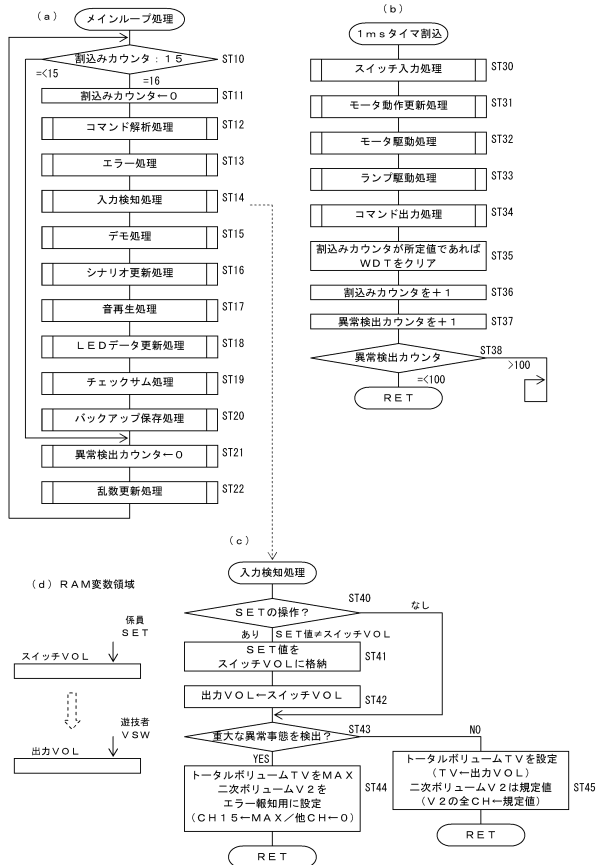 (a)
メインループ処理
割込みカウンタ：１５
ST10
=<15
=16
割込みカウンタ←０
ST11
コマンド解析処理
ST12
エラー処理
ST13
入力検知処理
ST14
デモ処理
ST15
シナリオ更新処理
ST16
音再生処理
ST17
ＬＥＤデータ更新処理
ST18
チェックサム処理
ST19
バックアップ保存処理
ST20
異常検出カウンタ←０
ST21
乱数更新処理
ST22
(b)
１ｍｓタイマ割込
スイッチ入力処理
ST30
モータ動作更新処理
ST31
モータ駆動処理
ST32
ランプ駆動処理
ST33
コマンド出力処理
ST34
割込みカウンタが所定値であれば
ＷＤＴをクリア
ST35
割込みカウンタを＋１
ST36
異常検出カウンタを＋１
ST37
異常検出カウンタ
ST38
>100
=<100
ＲＥＴ
(c)
入力検知処理
ＳＥＴの操作？
ST40
なし
あり
ＳＥＴ値≠スイッチＶＯＬ
ＳＥＴ値を
スイッチＶＯＬに格納
ST41
出力ＶＯＬ←スイッチＶＯＬ
ST42
重大な異常事態を検出？
ST43
NO
YES
トータルボリュームＴＶをＭＡＸ
二次ボリュームＶ２を
エラー報知用に設定
（ＣＨ１５←ＭＡＸ／他ＣＨ←０）
ST44
ＲＥＴ
トータルボリュームＴＶを設定
（ＴＶ←出力ＶＯＬ）
二次ボリュームＶ２は規定値
（Ｖ２の全ＣＨ←規定値）
ST45
ＲＥＴ
(d) ＲＡＭ変数領域
係員
ＳＥＴ
スイッチＶＯＬ
遊技者
ＶＳＷ
出力ＶＯＬ